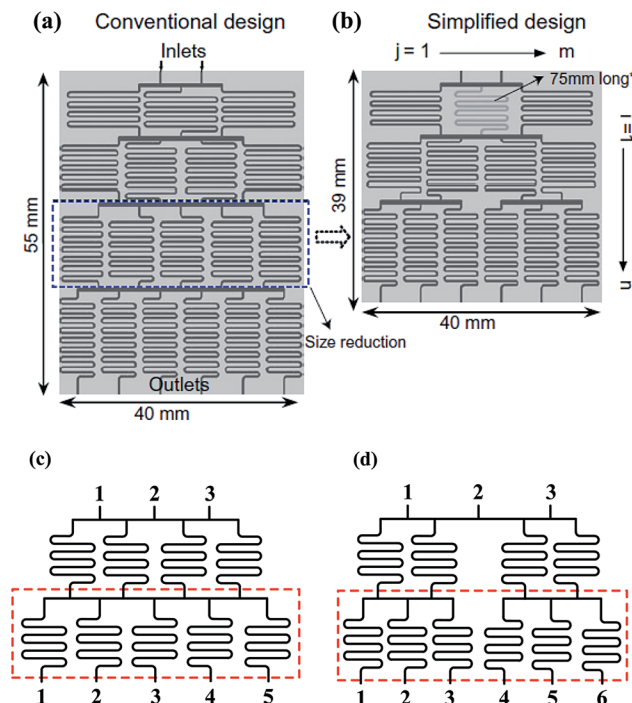 (a) Conventional design
Inlets
55 mm
Outlets
40 mm
Size reduction
(b) Simplified design
j = 1 m
75mm long*
i=1
n
39 mm
40 mm
(c)
1 2 3
1 2 3 4 5
(d)
1 2 3
1 2 3 4 5 6